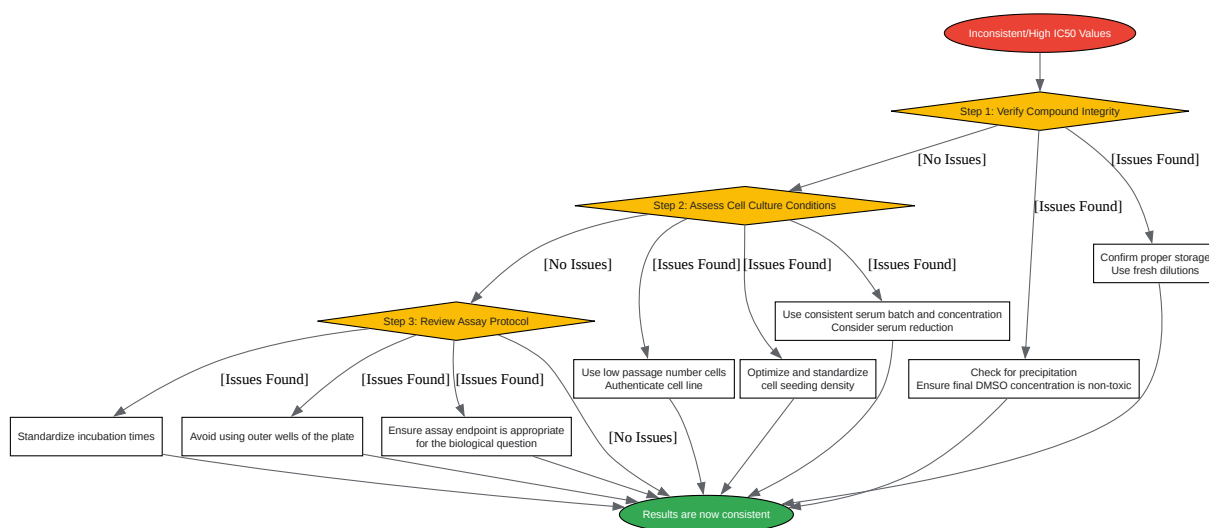 Inconsistent/High IC50 Values
Step 1: Verify Compound Integrity
[No Issues]
[Issues Found]
[Issues Found]
Step 2: Assess Cell Culture Conditions
Confirm proper storage
Use fresh dilutions
[No Issues]
[Issues Found]
[Issues Found]
[Issues Found]
Use consistent serum batch and concentration
Consider serum reduction
Step 3: Review Assay Protocol
Use low passage number cells
Authenticate cell line
Optimize and standardize
cell seeding density
Check for precipitation
Ensure final DMSO concentration is non-toxic
[Issues Found]
[Issues Found]
[Issues Found]
[No Issues]
Standardize incubation times
Avoid using outer wells of the plate
Ensure assay endpoint is appropriate
for the biological question
Results are now consistent